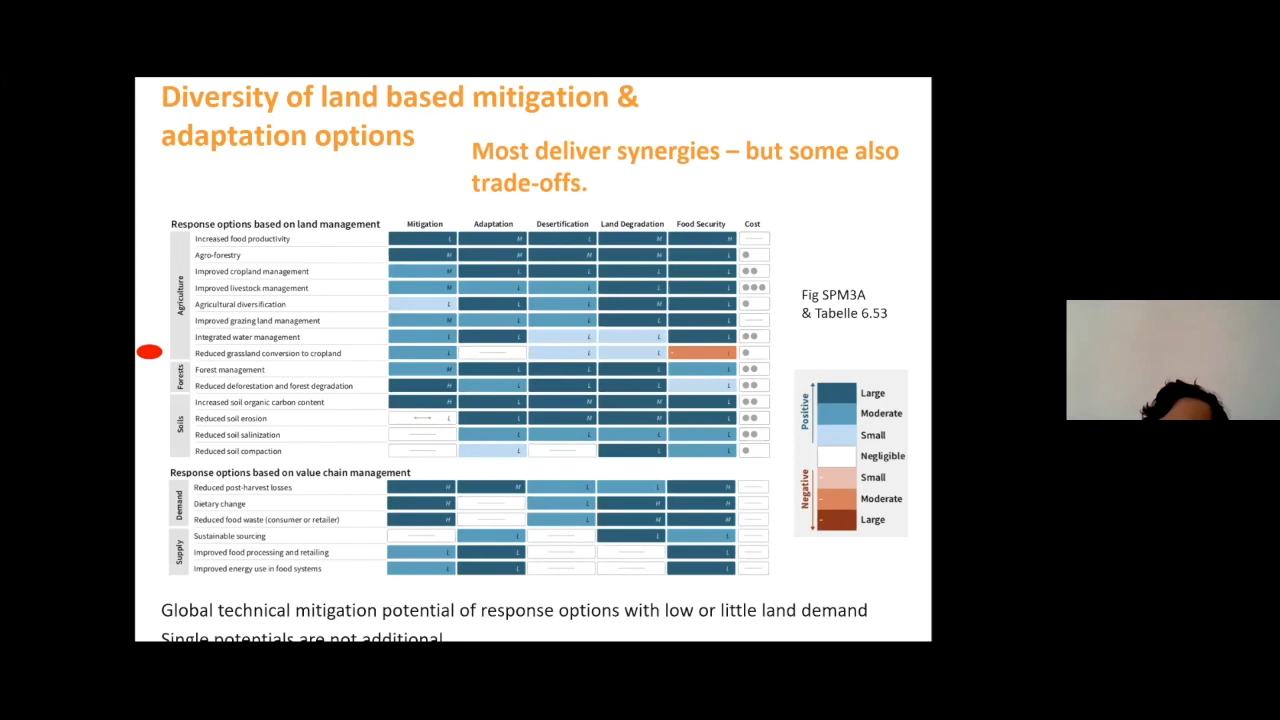 Diversity of land based mitigation &
adaptation options
Most deliver synergies – but some also
trade-offs.
Response options based on land management Mitigation Adaptation Desertification Land Degradation Food Security Cost
Agriculture
Increased food productivity L M L M H
Agro-forestry M M M M L
Improved cropland management M L L L L
Improved livestock management M L L L L
Agricultural diversification L L L M L
Improved grazing land management M L L L L
Integrated water management L L L L L
Reduced grassland conversion to cropland L L L - L
Forests
Forest management M L L L L
Reduced deforestation and forest degradation H L L L L
Soils
Increased soil organic carbon content H L M M L
Reduced soil erosion L L M M L
Reduced soil salinization L L L L
Reduced soil compaction L L L
Response options based on value chain management
Demand
Reduced post-harvest losses H M L L H
Dietary change H L H H
Reduced food waste (consumer or retailer) H L M M
Supply
Sustainable sourcing L L L
Improved food processing and retailing L L L
Improved energy use in food systems L L L
Fig SPM3A
& Tabelle 6.53
Positive
Large
Moderate
Small
Negligible
Negative
Small
Moderate
Large
Global technical mitigation potential of response options with low or little land demand
Single potentials are not additional